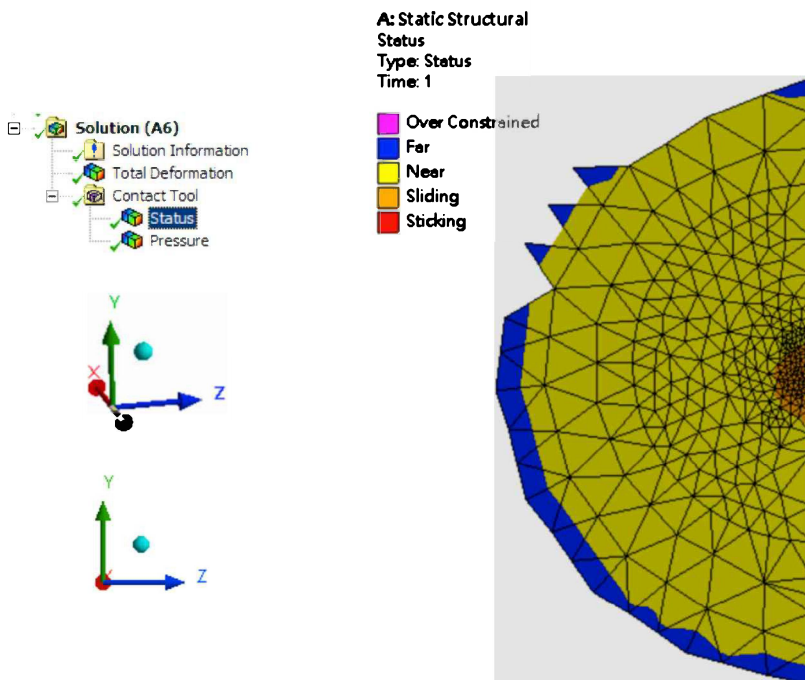 A: Static Structural
Status
Type: Status
Time: 1
Over Constrained
Far
Near
Sliding
Sticking
Solution (A6)
Solution Information
Total Deformation
Contact Tool
Status
Pressure
Y
X
Z
Y
Z